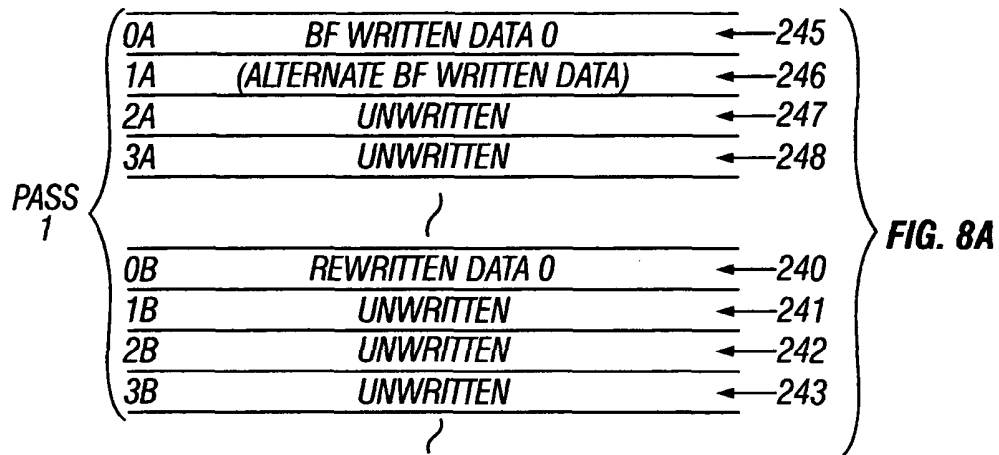 0A BF WRITTEN DATA 0 245
1A (ALTERNATE BF WRITTEN DATA) 246
2A UNWRITTEN 247
3A UNWRITTEN 248
PASS
1
FIG. 8A
0B REWRITTEN DATA 0 240
1B UNWRITTEN 241
2B UNWRITTEN 242
3B UNWRITTEN 243